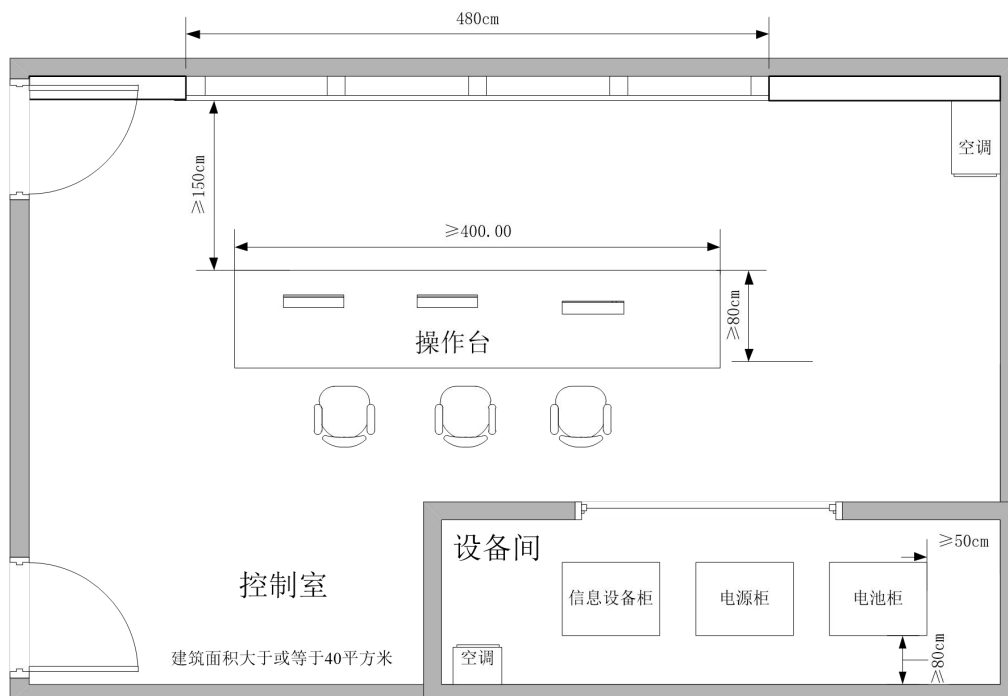 480cm
空调
≥150cm
≥400.00
≥80cm
操作台
设备间
≥50cm
信息设备柜
电源柜
电池柜
控制室
建筑面积大于或等于40平方米
空调
≥80cm